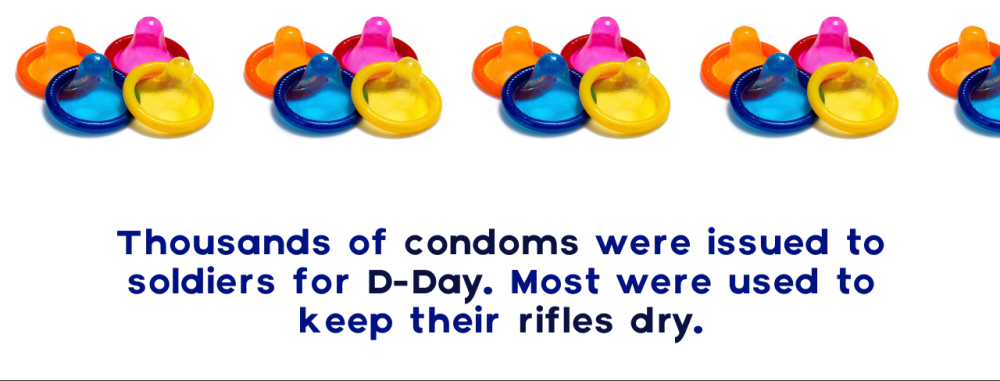 Thousands of condoms were issued to
soldiers for D-Day. Most were used to
keep their rifles dry.